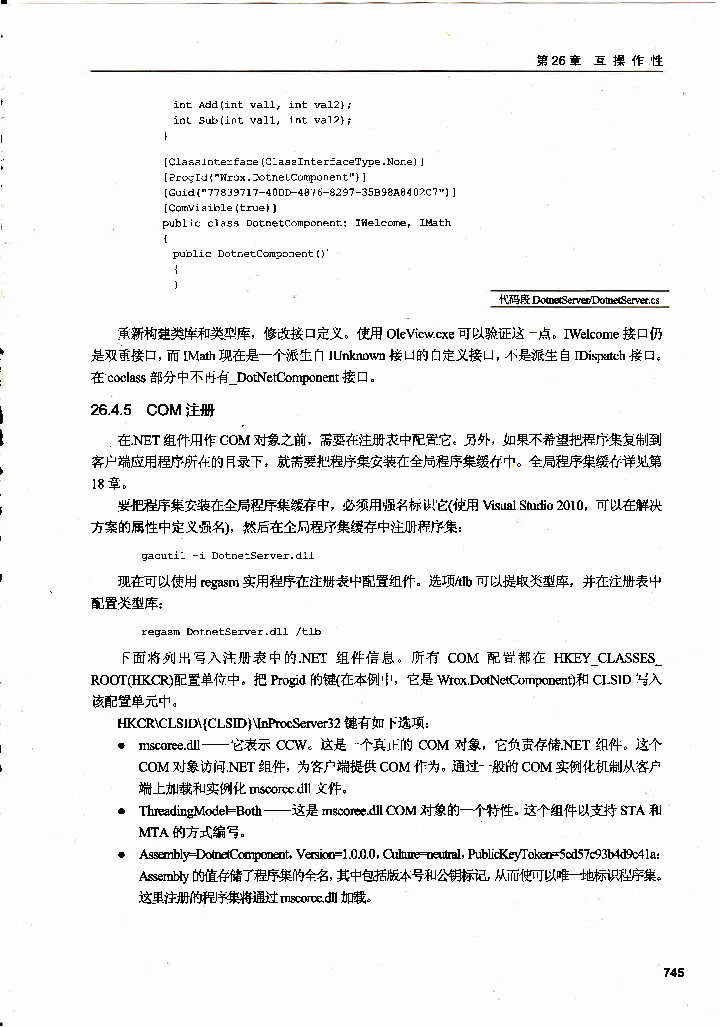 第26章 互操作性
int Add(int val1, int val2);
int Sub(int val1, int val2);
}
[ClassInterface(ClassInterfaceType.None)]
[ProgId("Wrox.DotnetComponent")]
[Guid("77839717-40DD-4876-8297-35B98A8402C7")]
[ComVisible(true)]
public class DotnetComponent: IWelcome, IMath
{
public DotnetComponent()
{
}
代码段 DotnetServer/DotnetServer.cs
重新构建类库和类型库，修改接口定义。使用 OleView.exe 可以验证这一点。IWelcome 接口仍
是双重接口，而 IMath 现在是一个派生自 IUnknown 接口的自定义接口，不是派生自 IDispatch 接口。
在 coclass 部分中不再有_DotNetComponent 接口。
26.4.5 COM 注册
在.NET 组件用作 COM 对象之前，需要在注册表中配置它。另外，如果不希望把程序集复制到
客户端应用程序所在的目录下，就需要把程序集安装在全局程序集缓存中。全局程序集缓存详见第
18 章。
要把程序集安装在全局程序集缓存中，必须用强名标识它(使用 Visual Studio 2010，可以在解决
方案的属性中定义强名)，然后在全局程序集缓存中注册程序集：
gacutil -i DotnetServer.dll
现在可以使用 regasm 实用程序在注册表中配置组件。选项/tlb 可以提取类型库，并在注册表中
配置类型库：
regasm DotnetServer.dll /tlb
下面将列出写入注册表中的.NET 组件信息。所有 COM 配置都在 HKEY_CLASSES_
ROOT(HKCR)配置单位中。把 Progid 的键(在本例中，它是 Wrox.DotNetComponent)和 CLSID 写入
该配置单元中。
HKCR\CLSID\{CLSID}\InProcServer32 键有如下选项：
● mscoree.dll——它表示 CCW。这是一个真正的 COM 对象，它负责存储.NET 组件。这个
COM 对象访问.NET 组件，为客户端提供 COM 作为。通过一般的 COM 实例化机制从客户
端上加载和实例化 mscoree.dll 文件。
● ThreadingModel=Both——这是 mscoree.dll COM 对象的一个特性。这个组件以支持 STA 和
MTA 的方式编写。
● Assembly=DotnetComponent, Version=1.0.0.0, Culture=neutral, PublicKeyToken=5cd57c93b4d9c41a：
Assembly 的值存储了程序集的全名，其中包括版本号和公钥标记，从而使可以唯一地标识程序集。
这里注册的程序集将通过 mscoree.dll 加载。
745